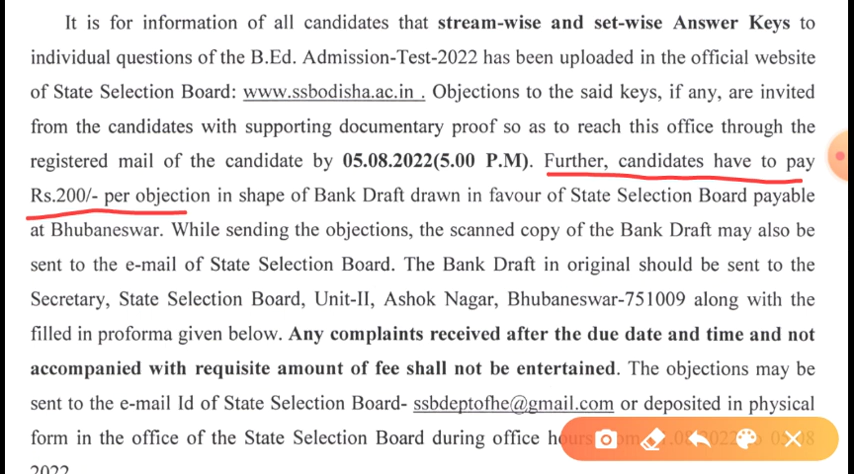 It is for information of all candidates that stream-wise and set-wise Answer Keys to
individual questions of the B.Ed. Admission-Test-2022 has been uploaded in the official website
of State Selection Board: www.ssbodisha.ac.in . Objections to the said keys, if any, are invited
from the candidates with supporting documentary proof so as to reach this office through the
registered mail of the candidate by 05.08.2022(5.00 P.M). Further, candidates have to pay
Rs.200/- per objection in shape of Bank Draft drawn in favour of State Selection Board payable
at Bhubaneswar. While sending the objections, the scanned copy of the Bank Draft may also be
sent to the e-mail of State Selection Board. The Bank Draft in original should be sent to the
Secretary, State Selection Board, Unit-II, Ashok Nagar, Bhubaneswar-751009 along with the
filled in proforma given below. Any complaints received after the due date and time and not
accompanied with requisite amount of fee shall not be entertained. The objections may be
sent to the e-mail Id of State Selection Board- ssbdeptofhe@gmail.com or deposited in physical
form in the office of the State Selection Board during office hours
2022